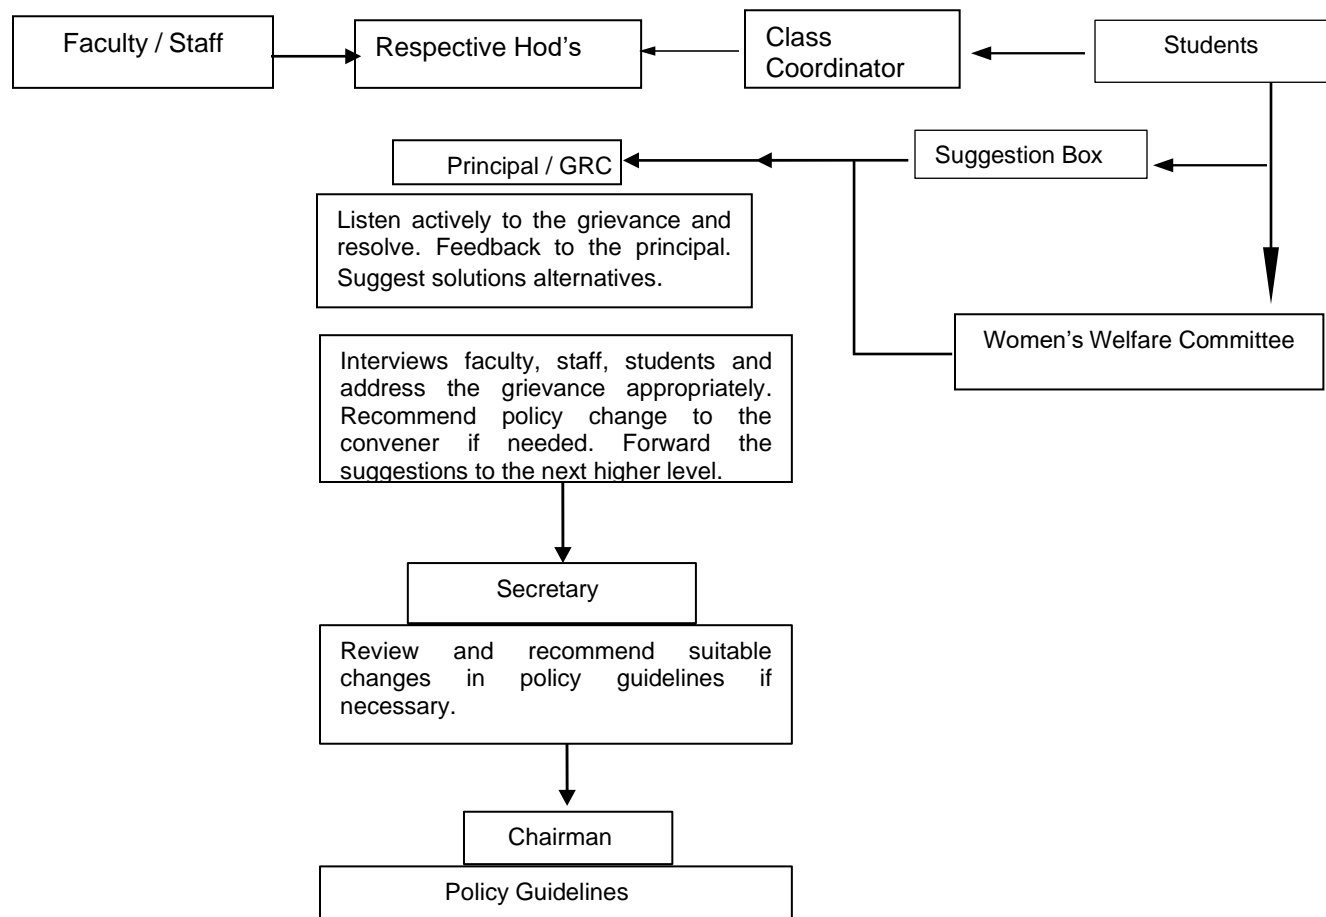 Faculty / Staff
Respective Hod's
Class
Coordinator
Students
Principal / GRC
Suggestion Box
Listen actively to the grievance and
resolve. Feedback to the principal.
Suggest solutions alternatives.
Women's Welfare Committee
Interviews faculty, staff, students and
address the grievance appropriately.
Recommend policy change to the
convener if needed. Forward the
suggestions to the next higher level.
Secretary
Review and recommend suitable
changes in policy guidelines if
necessary.
Chairman
Policy Guidelines